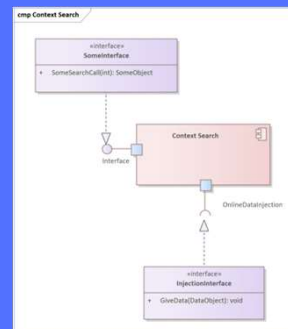 cmp Context Search
«interface»
SomeInterface
+ SomeSearchCall(int): SomeObject
Interface
Context Search
OnlineDataInjection
«interface»
InjectionInterface
+ GiveData(DataObject): void